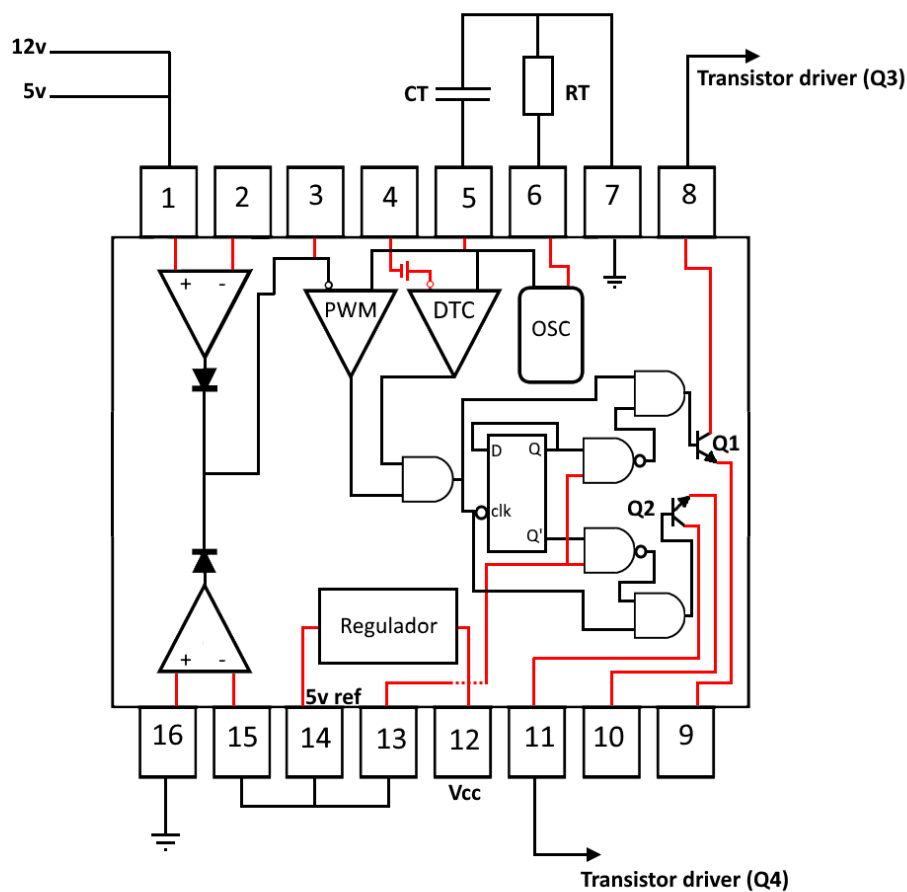 12v
5v
CT
RT
Transistor driver (Q3)
1
2
3
4
5
6
7
8
+ -
PWM
DTC
OSC
D
Q
clk
Q'
Q1
Q2
+ -
Regulador
5v ref
16
15
14
13
12
11
10
9
Vcc
Transistor driver (Q4)